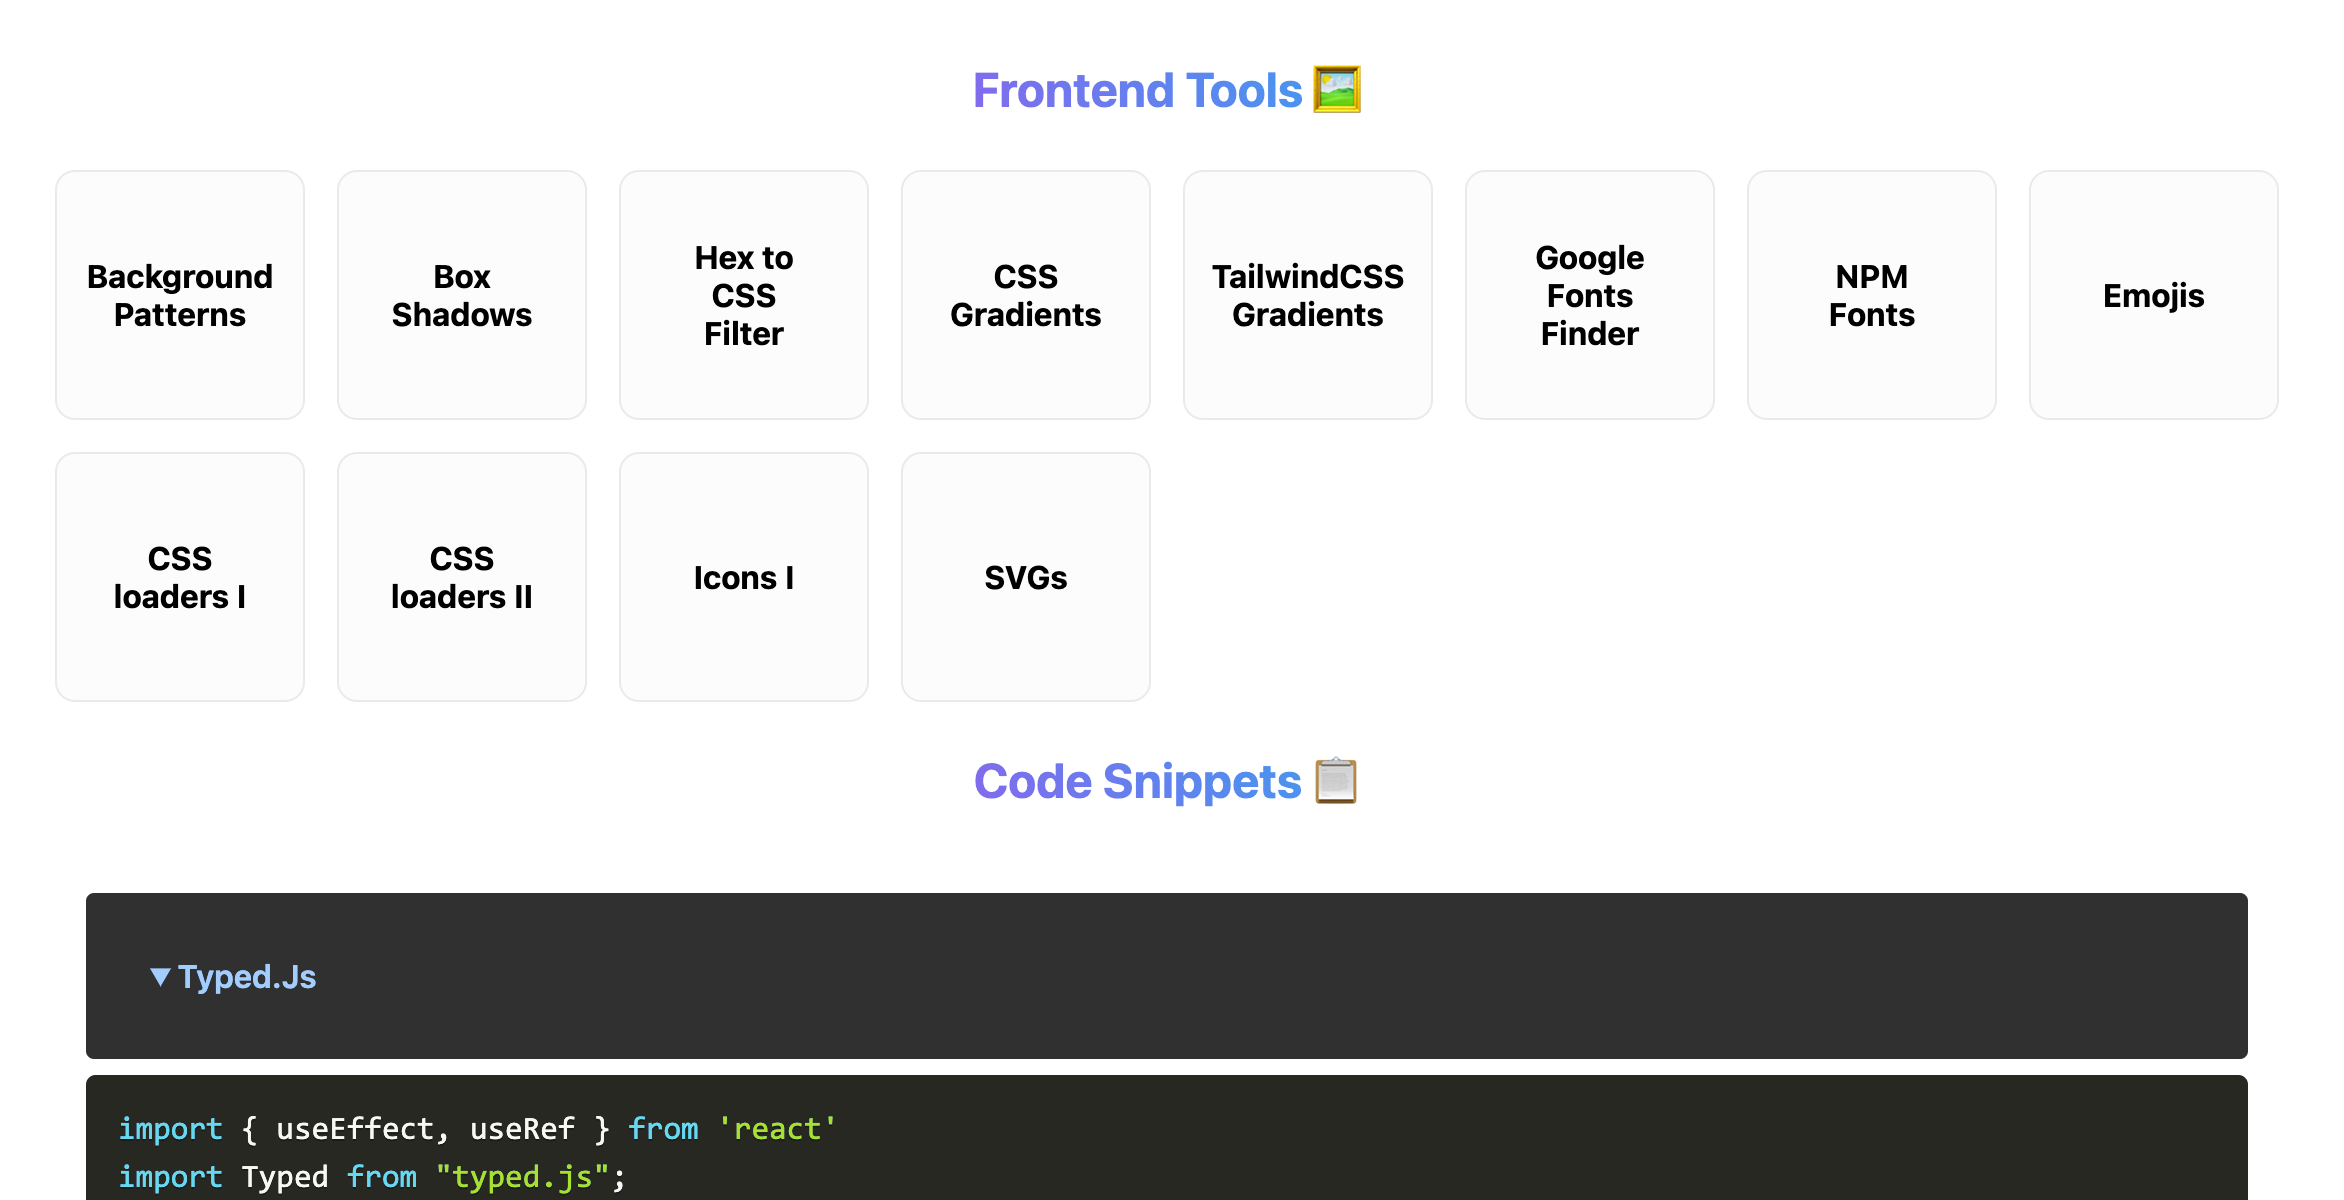 Frontend Tools 🖼️
Background
Patterns
Box
Shadows
Hex to
CSS
Filter
CSS
Gradients
TailwindCSS
Gradients
Google
Fonts
Finder
NPM
Fonts
Emojis
CSS
loaders I
CSS
loaders II
Icons I
SVGs
Code Snippets 📋
▼ Typed.Js
import { useEffect, useRef } from 'react'
import Typed from "typed.js";